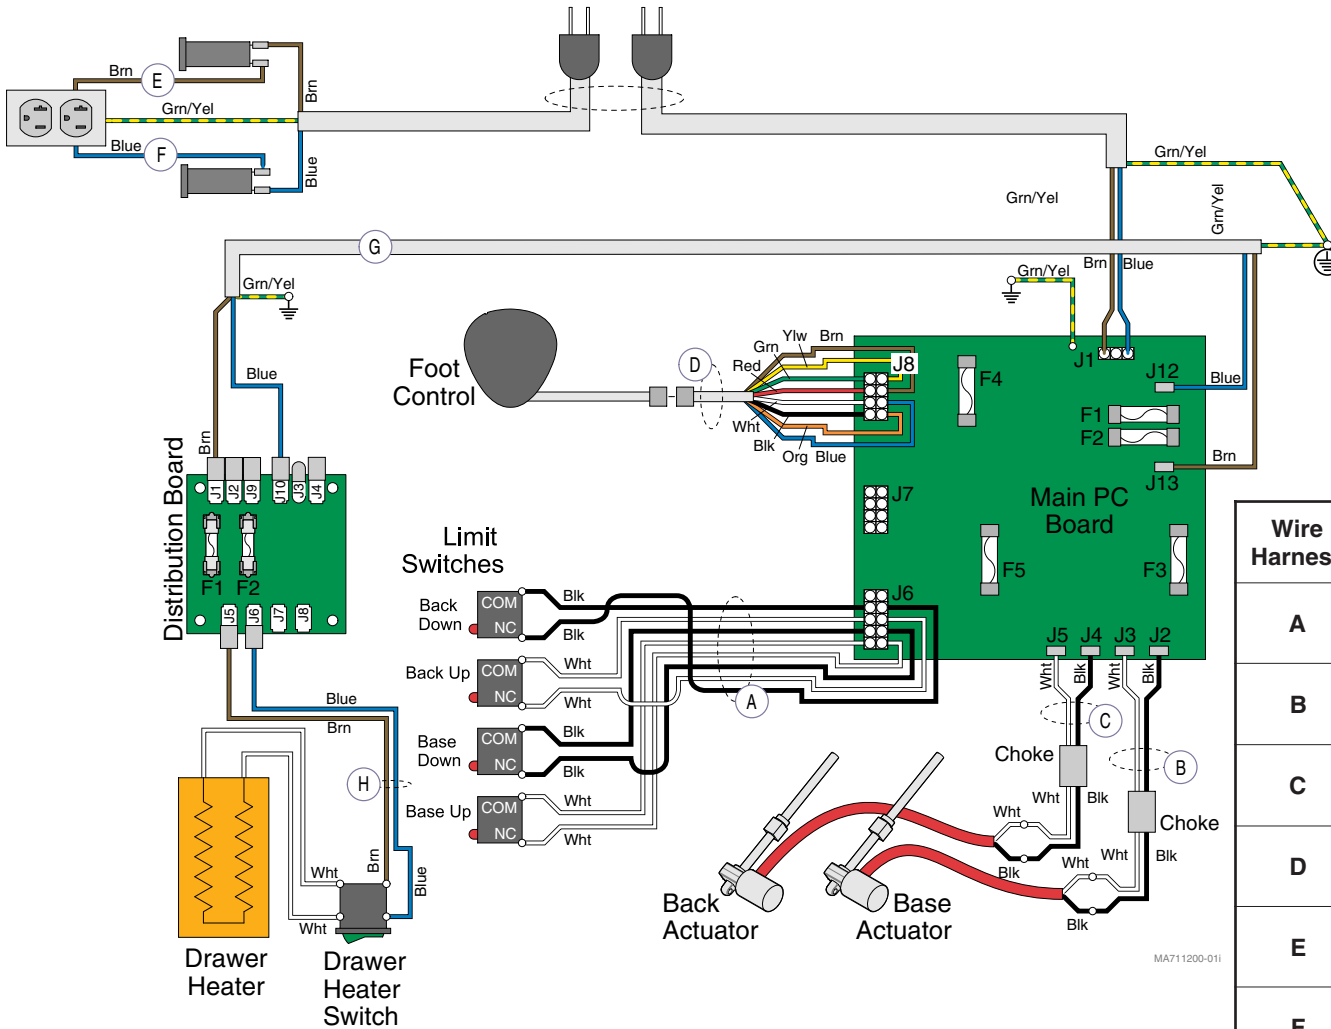 Brn
E
Brn
Grn/Yel
Blue
F
Blue
Grn/Yel
Grn/Yel
Grn/Yel
G
Brn
Blue
Grn/Yel
Grn/Yel
Blue
Brn
Foot
Control
D
Ylw
Brn
Grn
Red
Wht
Blk
Org
Blue
J8
F4
J1
J12
Blue
F1
F2
Brn
J13
J7
Main PC
Board
F5
F3
J6
J5
J4
J3
J2
Wht
Blk
Wht
Blk
Distribution Board
J1
J2
J9
J10
J3
J4
F1
F2
J5
J6
J7
J8
Limit
Switches
Back
Down
COM
NC
Blk
Blk
Back Up
COM
NC
Wht
Wht
Base
Down
COM
NC
Blk
Blk
Base Up
COM
NC
Wht
Wht
A
C
B
Choke
Wht
Blk
Choke
Wht
Blk
Wht
Blk
Wht
Blk
Blue
Brn
H
Brn
Blue
Wht
Wht
Drawer
Heater
Drawer
Heater
Switch
Back
Actuator
Base
Actuator
MA711200-01i
Wire
Harnes
A
B
C
D
E
F